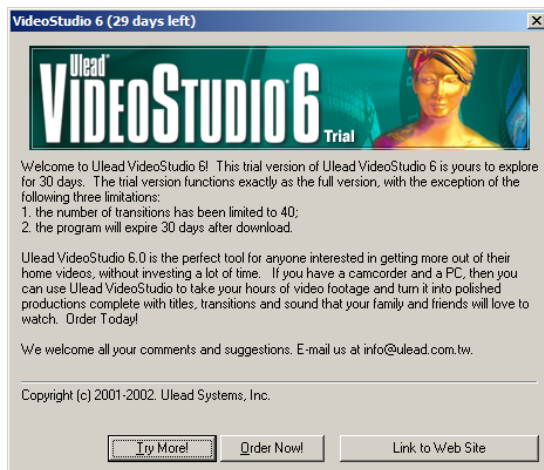 VideoStudio 6 (29 days left)
Ulead
VIDEOSTUDIO 6
Trial
Welcome to Ulead VideoStudio 6! This trial version of Ulead VideoStudio 6 is yours to explore
for 30 days. The trial version functions exactly as the full version, with the exception of the
following three limitations:
1. the number of transitions has been limited to 40;
2. the program will expire 30 days after download.
Ulead VideoStudio 6.0 is the perfect tool for anyone interested in getting more out of their
home videos, without investing a lot of time. If you have a camcorder and a PC, then you
can use Ulead VideoStudio to take your hours of video footage and turn it into polished
productions complete with titles, transitions and sound that your family and friends will love to
watch. Order Today!
We welcome all your comments and suggestions. E-mail us at info@ulead.com.tw.
Copyright (c) 2001-2002. Ulead Systems, Inc.
Try More! Order Now! Link to Web Site